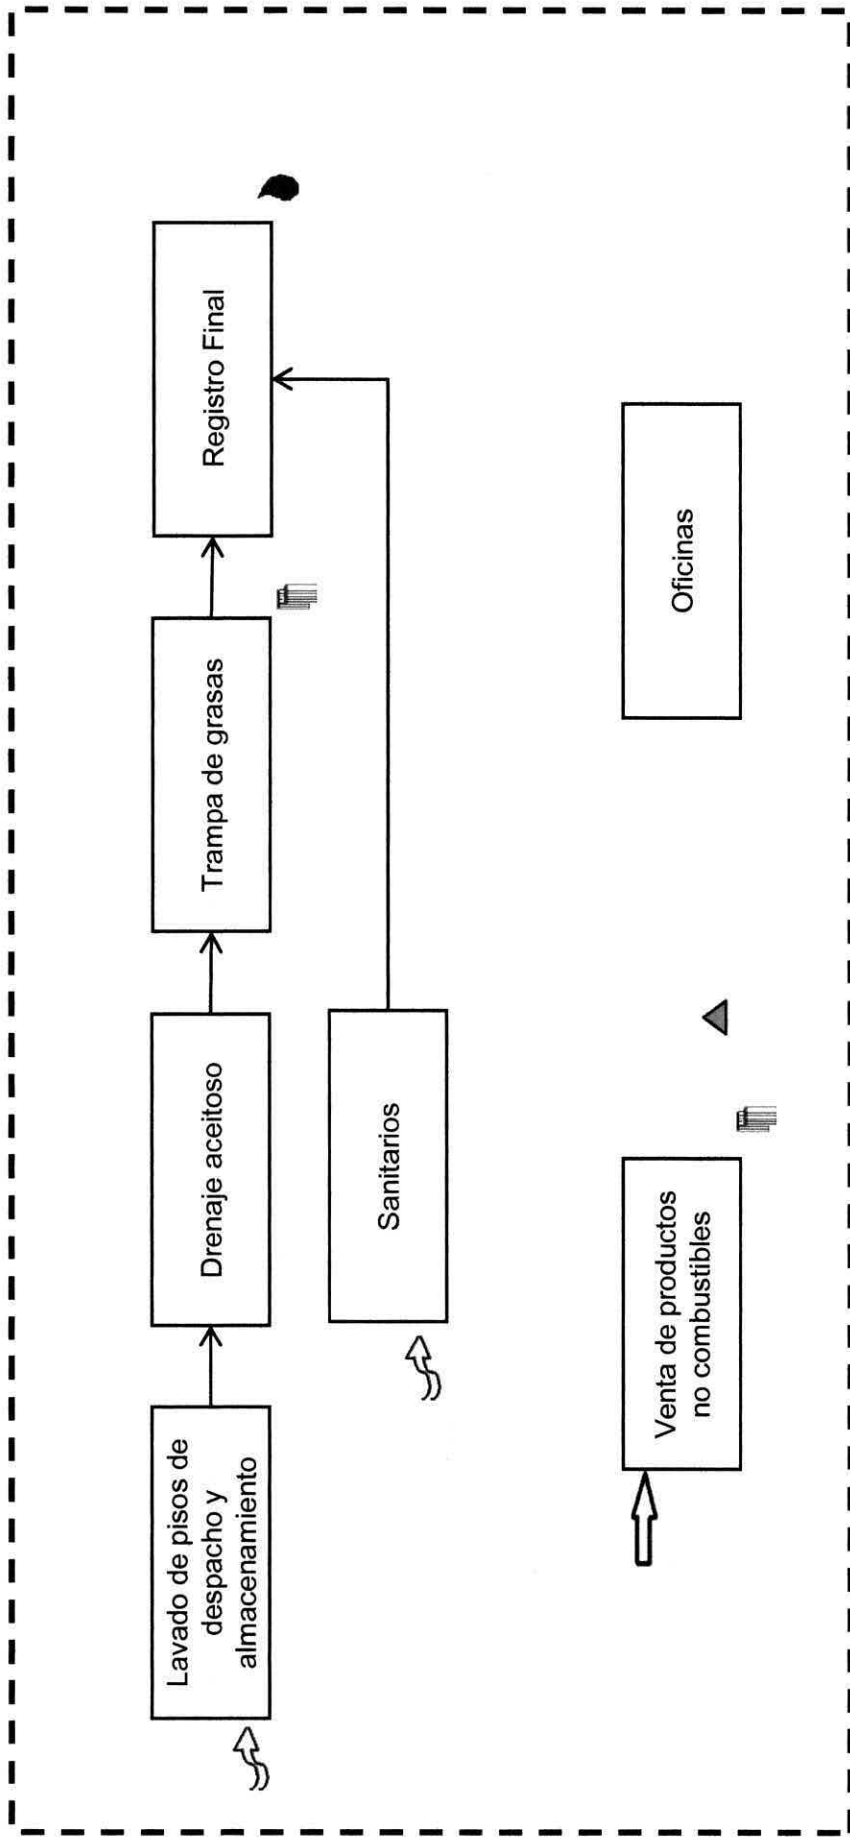 Lavado de pisos de
despacho y
almacenamiento
Drenaje aceitoso
Trampa de grasas
Registro Final
Sanitarios
Venta de productos
no combustibles
Oficinas